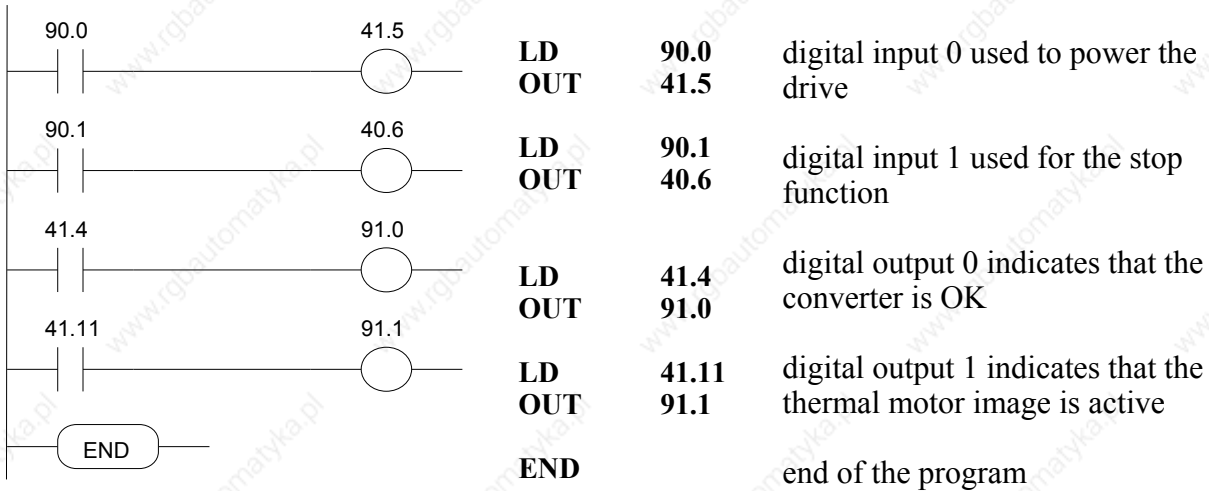 90.0 41.5
LD 90.0 digital input 0 used to power the
OUT 41.5 drive
90.1 40.6
LD 90.1 digital input 1 used for the stop
OUT 40.6 function
41.4 91.0
LD 41.4 digital output 0 indicates that the
OUT 91.0 converter is OK
41.11 91.1
LD 41.11 digital output 1 indicates that the
OUT 91.1 thermal motor image is active
END
END end of the program
www.rgbautomatyka.pl